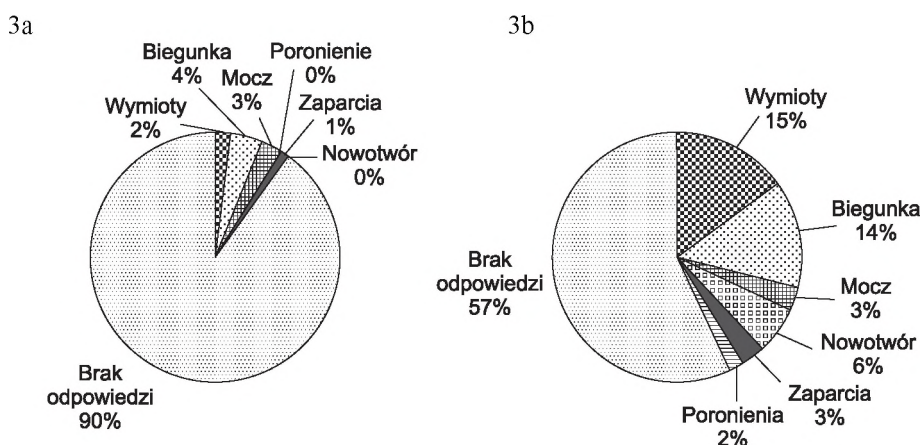 3a
Biegunka
4%
Poronienie
0%
Mocz
3%
Zaparcia
1%
Wymioty
2%
Nowotwór
0%
Brak
odpowiedzi
90%
3b
Wymioty
15%
Biegunka
14%
Mocz
3%
Nowotwór
6%
Zaparcia
3%
Poronienia
2%
Brak
odpowiedzi
57%